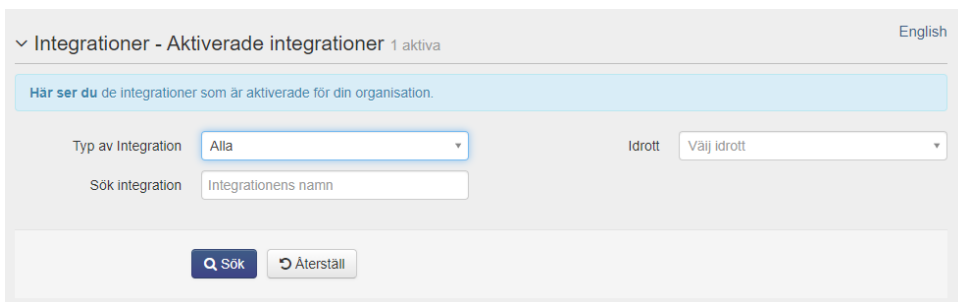 English
Integrationer - Aktiverade integrationer 1 aktiva
Här ser du de integrationer som är aktiverade för din organisation.
Typ av Integration Alla Idrott Väij idrott
Sök integration Integrationens namn
Sök Återställ